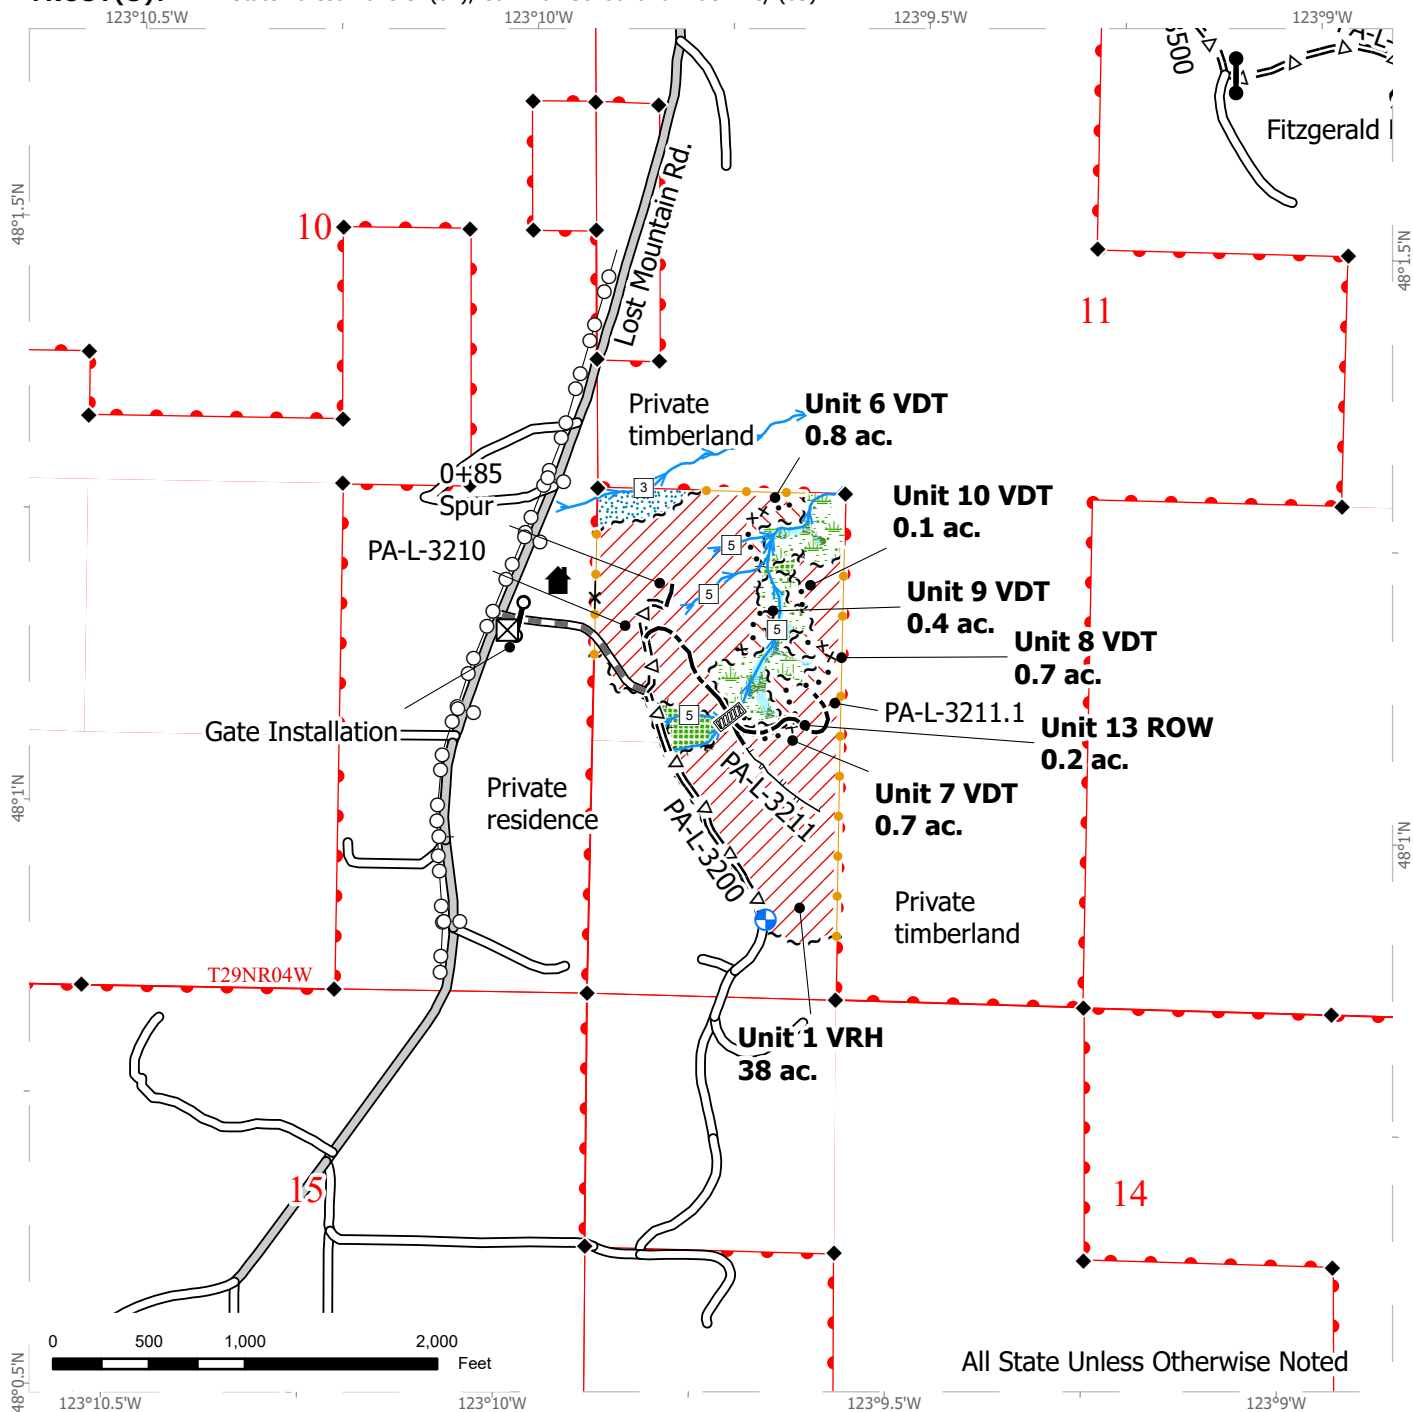 123°10.5'W
123°10'W
123°9.5'W
123°9'W
Fitzgerald
48°1.5'N
48°1.5'N
10
Lost Mountain Rd.
11
Private
timberland
Unit 6 VDT
0.8 ac.
0+85
Spur
3
Unit 10 VDT
0.1 ac.
PA-L-3210
5
5
Unit 9 VDT
0.4 ac.
5
Unit 8 VDT
0.7 ac.
Gate Installation
5
PA-L-3211.1
Unit 13 ROW
0.2 ac.
PA-L-3211
PA-L-3200
Private
residence
Unit 7 VDT
0.7 ac.
48°1'N
48°1'N
Private
timberland
T29NR04W
Unit 1 VRH
38 ac.
15
14
0
500
1,000
2,000
Feet
All State Unless Otherwise Noted
48°0.5'N
123°10.5'W
123°10'W
123°9.5'W
123°9'W